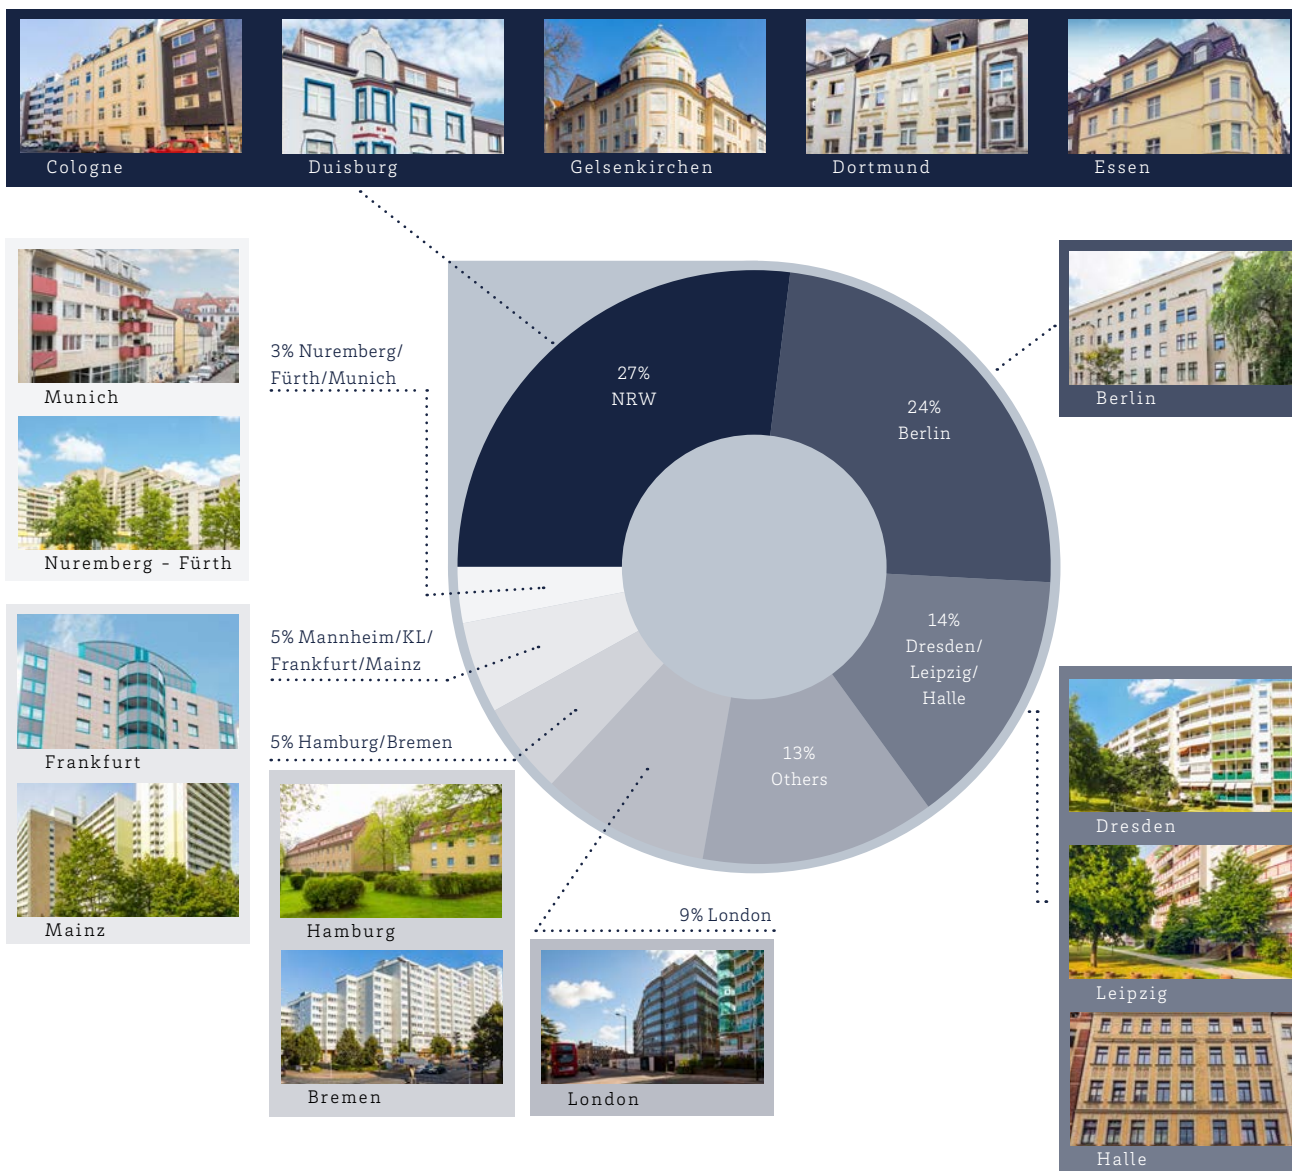 Cologne
Duisburg
Gelsenkirchen
Dortmund
Essen
Munich
Nuremberg - Fürth
3% Nuremberg/
Fürth/Munich
27%
NRW
24%
Berlin
Berlin
14%
Dresden/
Leipzig/
Halle
13%
Others
5% Mannheim/KL/
Frankfurt/Mainz
5% Hamburg/Bremen
9% London
Frankfurt
Mainz
Hamburg
Bremen
London
Dresden
Leipzig
Halle